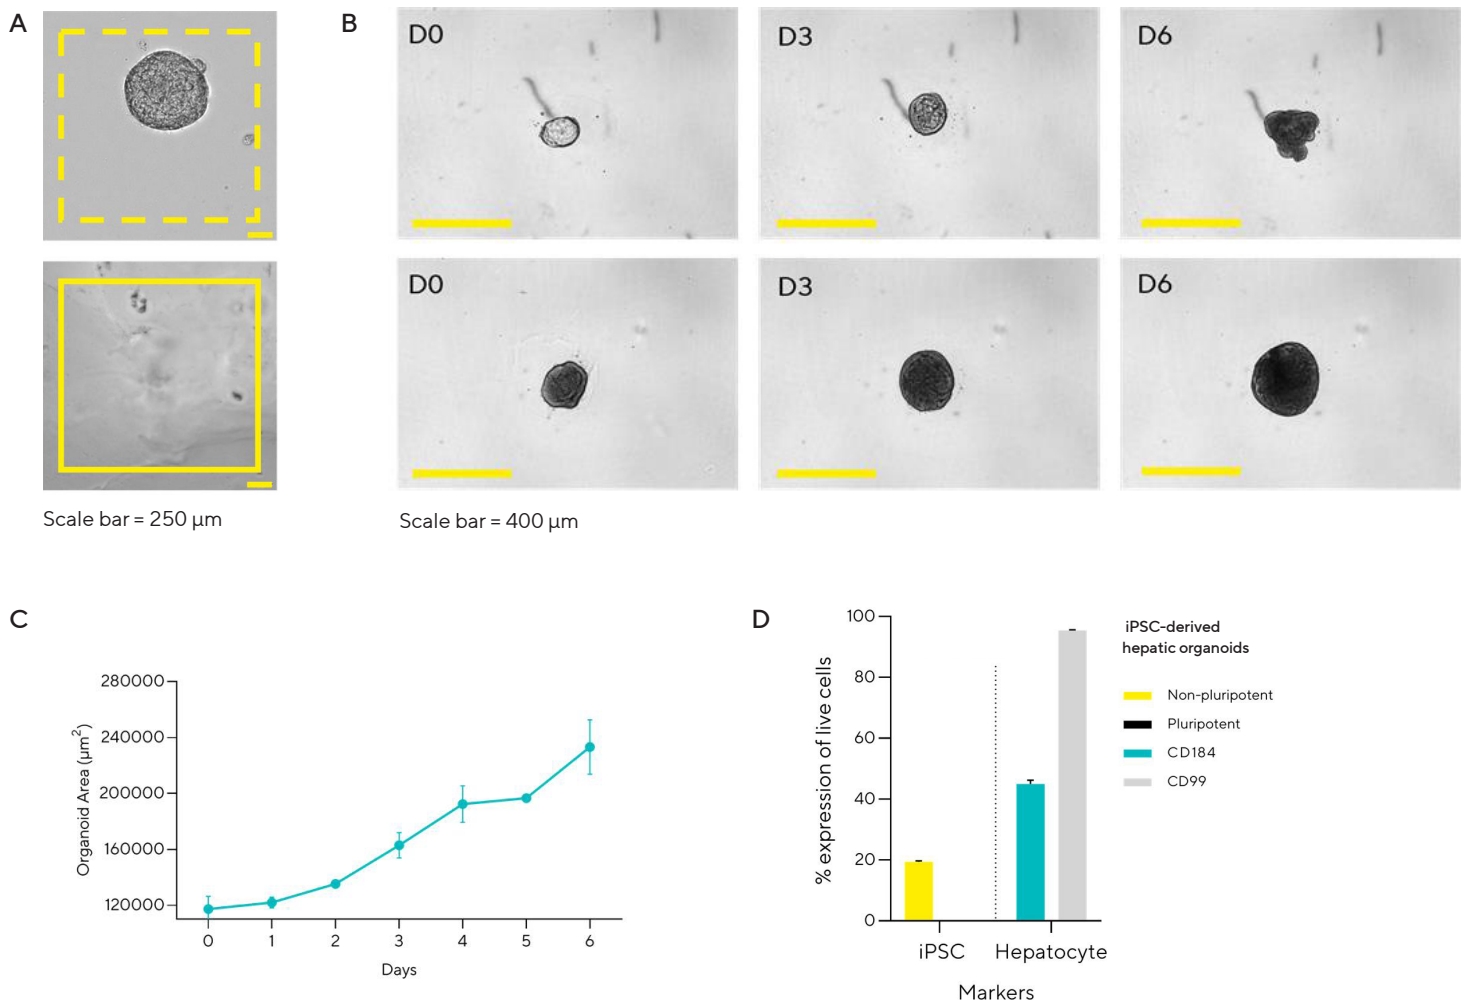 A
B
D0
D3
D6
D0
D3
D6
Scale bar = 250 µm
Scale bar = 400 µm
C
Organoid Area (µm²)
280000
240000
200000
160000
120000
0 1 2 3 4 5 6
Days
D
% expression of live cells
100
80
60
40
20
0
iPSC Hepatocyte
Markers
iPSC-derived
hepatic organoids
Non-pluripotent
Pluripotent
CD184
CD99